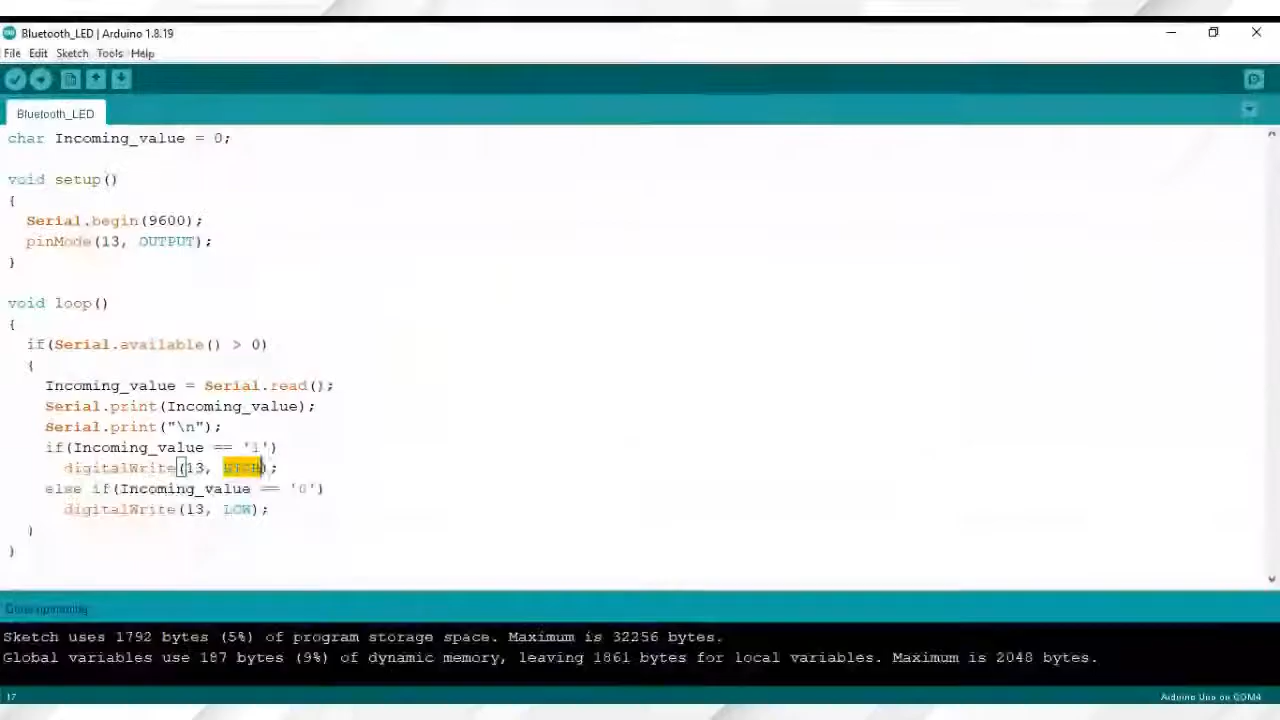 Bluetooth_LED | Arduino 1.8.19
File Edit Sketch Tools Help
Bluetooth_LED
char Incoming_value = 0;
void setup()
{
Serial.begin(9600);
pinMode(13, OUTPUT);
}
void loop()
{
if(Serial.available() > 0)
{
Incoming_value = Serial.read();
Serial.print(Incoming_value);
Serial.print("\n");
if(Incoming_value == '1')
digitalWrite(13, HIGH);
else if(Incoming_value == '0')
digitalWrite(13, LOW);
}
}
Sketch uses 1792 bytes (5%) of program storage space. Maximum is 32256 bytes.
Global variables use 187 bytes (9%) of dynamic memory, leaving 1861 bytes for local variables. Maximum is 2048 bytes.
17
Arduino Uno on COM4